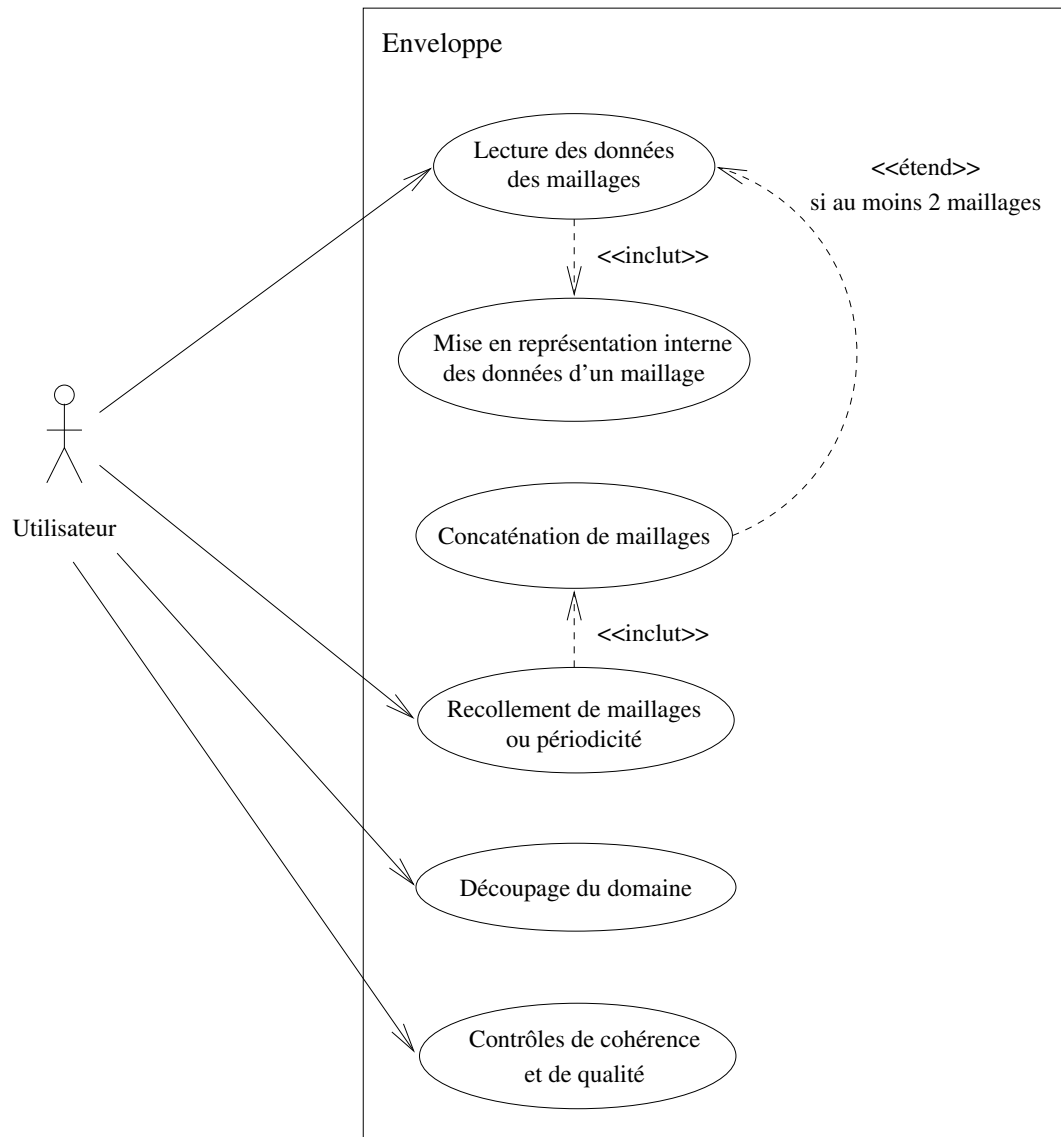 Enveloppe
Lecture des données
des maillages
<<étend>>
si au moins 2 maillages
<<inclut>>
Mise en représentation interne
des données d’un maillage
Utilisateur
Concaténation de maillages
<<inclut>>
Recollement de maillages
ou périodicité
Découpage du domaine
Contrôles de cohérence
et de qualité